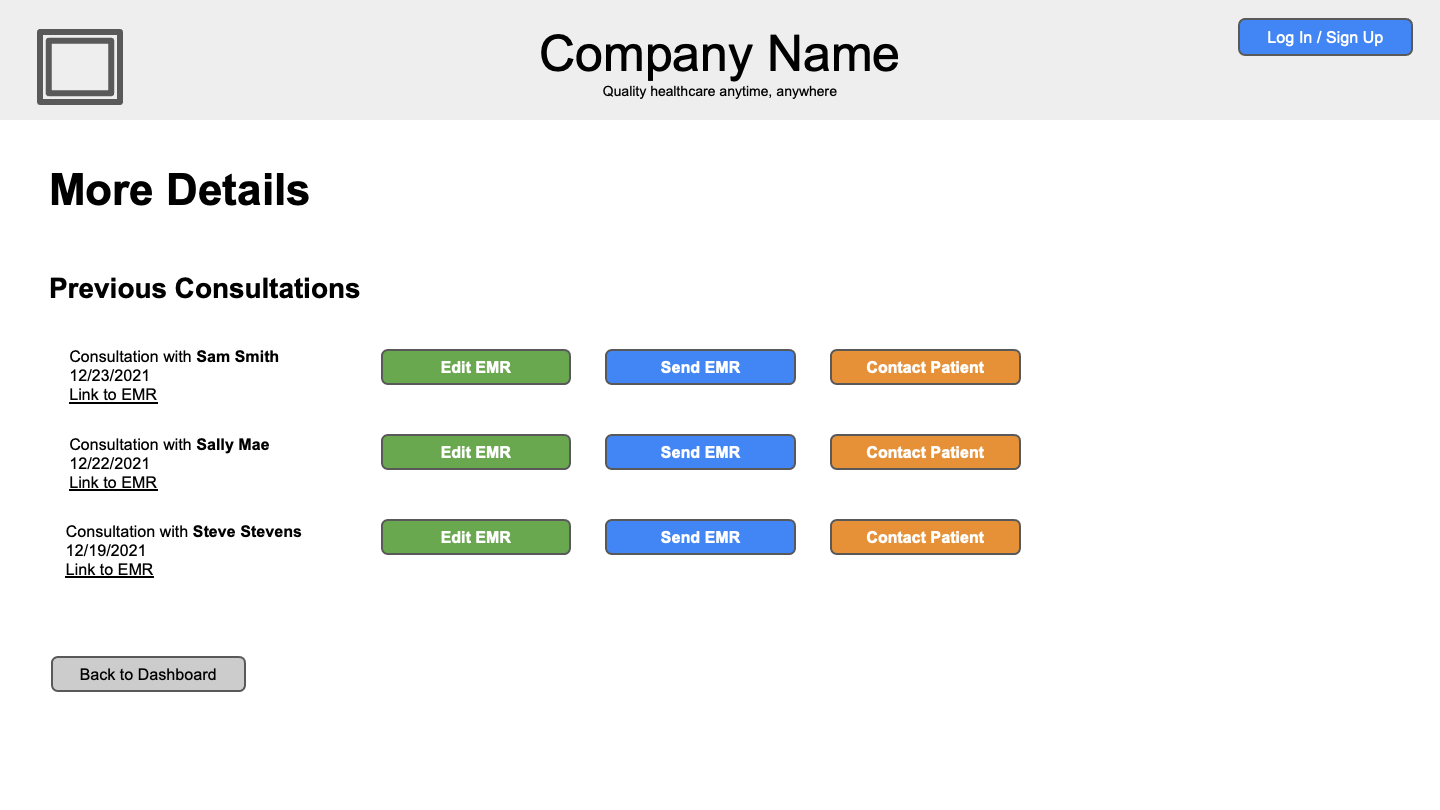 Log In / Sign Up
Company Name
Quality healthcare anytime, anywhere
More Details
Previous Consultations
Consultation with Sam Smith
12/23/2021
Link to EMR
Edit EMR
Send EMR
Contact Patient
Consultation with Sally Mae
12/22/2021
Link to EMR
Edit EMR
Send EMR
Contact Patient
Consultation with Steve Stevens
12/19/2021
Link to EMR
Edit EMR
Send EMR
Contact Patient
Back to Dashboard